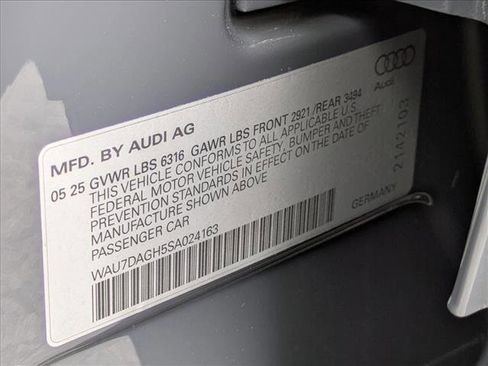 MFD. BY AUDI AG
Audi
05 25 GVWR LBS 6316 GAWR LBS FRONT 2921 /REAR 3494
THIS VEHICLE CONFORMS TO ALL APPLICABLE U.S.
FEDERAL MOTOR VEHICLE SAFETY, BUMPER AND THEFT
PREVENTION STANDARDS IN EFFECT ON THE DATE OF
MANUFACTURE SHOWN ABOVE
PASSENGER CAR
GERMANY
WAU7DAGH5SA024163
21A2103